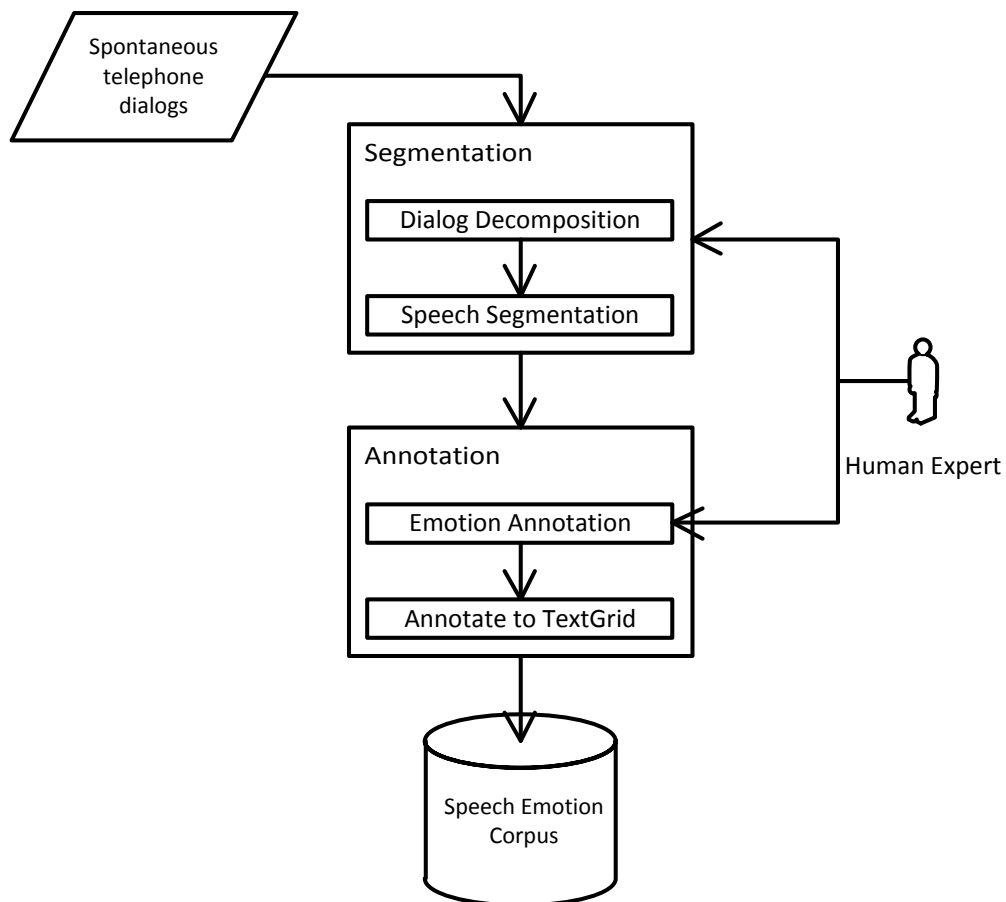 Spontaneous
telephone
dialogs
Segmentation
Dialog Decomposition
Speech Segmentation
Annotation
Human Expert
Emotion Annotation
Annotate to TextGrid
Speech Emotion
Corpus